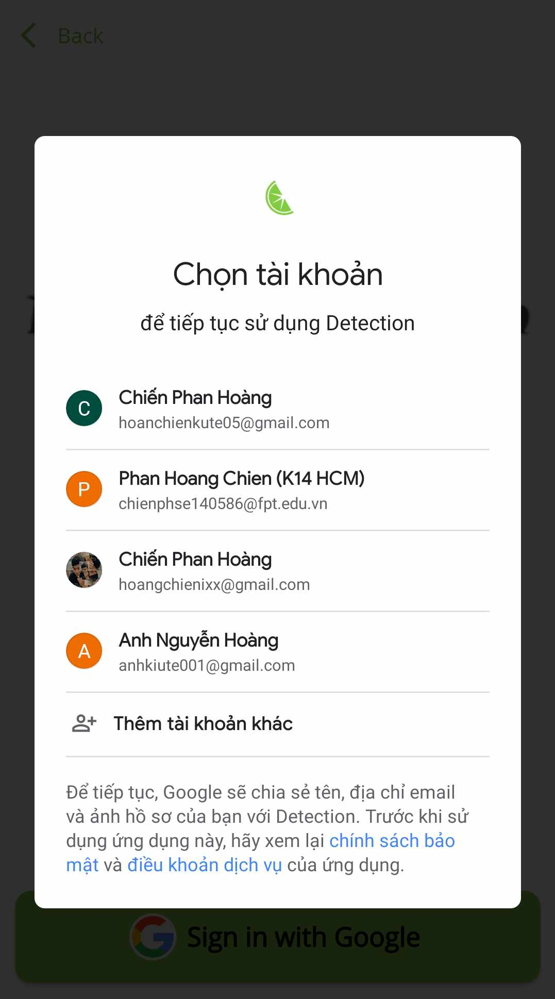 Back
Chọn tài khoản
để tiếp tục sử dụng Detection
C
Chiến Phan Hoàng
hoanchienkute05@gmail.com
P
Phan Hoang Chien (K14 HCM)
chienphse140586@fpt.edu.vn
Chiến Phan Hoàng
hoangchienixx@gmail.com
A
Anh Nguyễn Hoàng
anhkiute001@gmail.com
Thêm tài khoản khác
Để tiếp tục, Google sẽ chia sẻ tên, địa chỉ email
và ảnh hồ sơ của bạn với Detection. Trước khi sử
dụng ứng dụng này, hãy xem lại chính sách bảo
mật và điều khoản dịch vụ của ứng dụng.
Sign in with Google